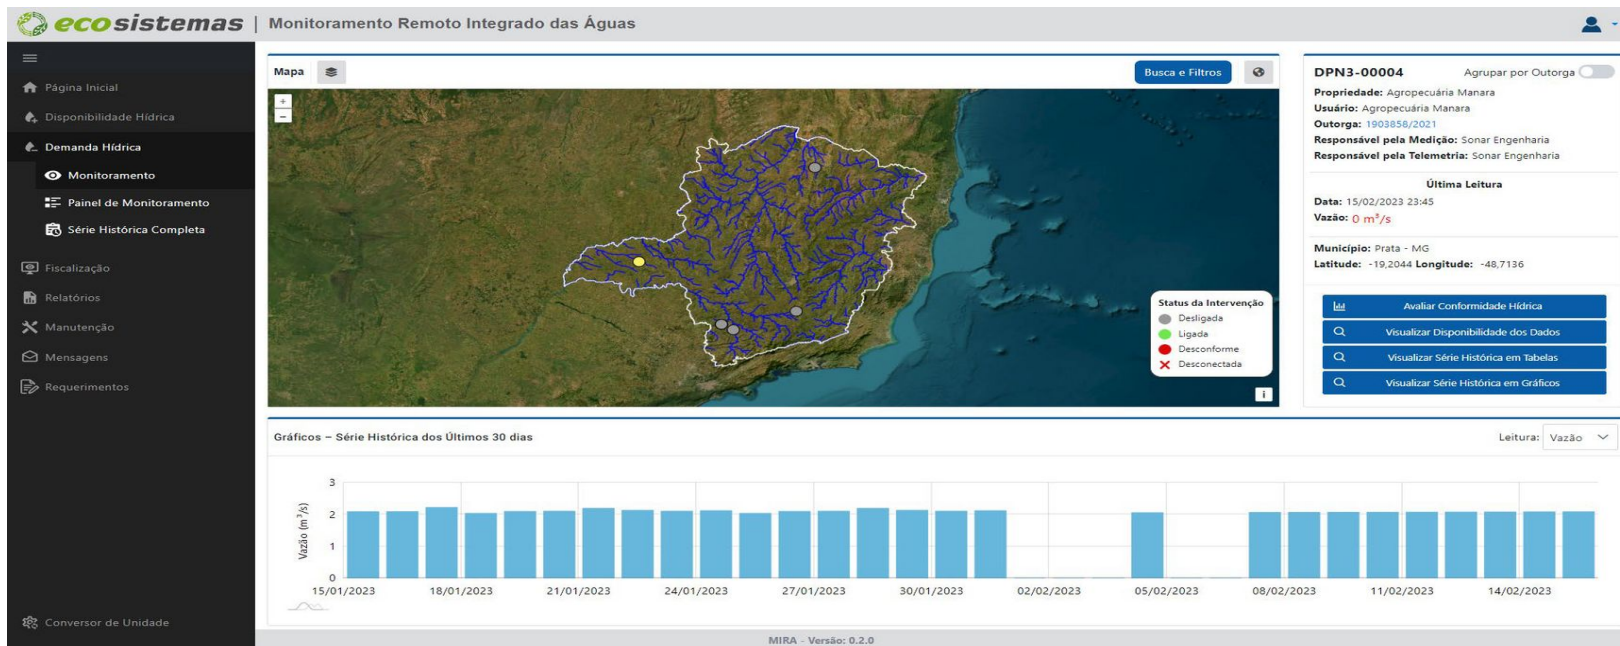 ecosistemas | Monitoramento Remoto Integrado das Águas
Página Inicial
Disponibilidade Hídrica
Demanda Hídrica
Monitoramento
Painel de Monitoramento
Série Histórica Completa
Fiscalização
Relatórios
Manutenção
Mensagens
Requerimentos
Conversor de Unidade
Mapa
Busca e Filtros
+
−
Status da Intervenção
Desligada
Ligada
Desconforme
Desconectada
i
DPN3-00004 Agrupar por Outorga
Propriedade: Agropecuária Manara
Usuário: Agropecuária Manara
Outorga: 1903858/2021
Responsável pela Medição: Sonar Engenharia
Responsável pela Telemetria: Sonar Engenharia
Última Leitura
Data: 15/02/2023 23:45
Vazão: 0 m³/s
Município: Prata - MG
Latitude: -19,2044 Longitude: -48,7136
Avaliar Conformidade Hídrica
Visualizar Disponibilidade dos Dados
Visualizar Série Histórica em Tabelas
Visualizar Série Histórica em Gráficos
Gráficos – Série Histórica dos Últimos 30 dias
Leitura: Vazão
Vazão (m³/s)
3
2
1
0
15/01/2023 18/01/2023 21/01/2023 24/01/2023 27/01/2023 30/01/2023 02/02/2023 05/02/2023 08/02/2023 11/02/2023 14/02/2023
MIRA - Versão: 0.2.0